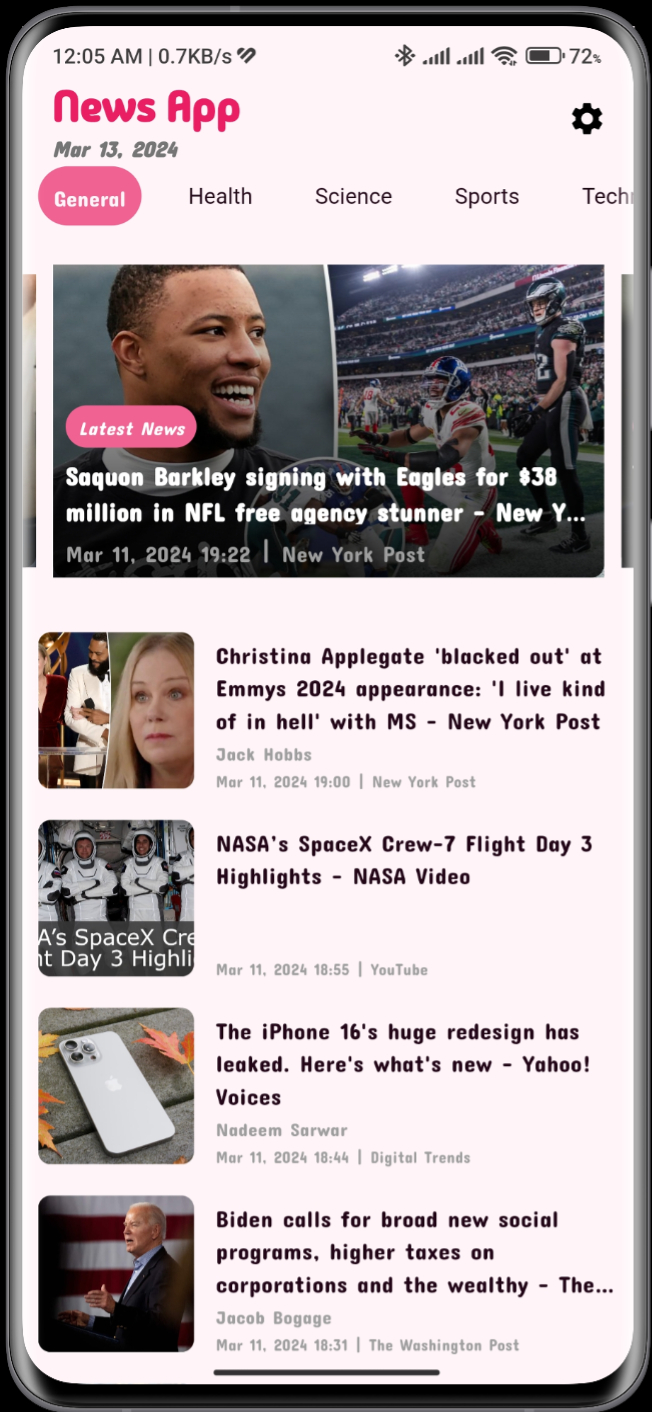 12:05 AM | 0.7KB/s
72%
News App
Mar 13, 2024
General Health Science Sports Techn
Latest News
Saquon Barkley signing with Eagles for $38
million in NFL free agency stunner - New Y...
Mar 11, 2024 19:22 | New York Post
Christina Applegate 'blacked out' at
Emmys 2024 appearance: 'I live kind
of in hell' with MS - New York Post
Jack Hobbs
Mar 11, 2024 19:00 | New York Post
NASA's SpaceX Crew-7 Flight Day 3
Highlights - NASA Video
A's SpaceX Cre
nt Day 3 Highli
Mar 11, 2024 18:55 | YouTube
The iPhone 16's huge redesign has
leaked. Here's what's new - Yahoo!
Voices
Nadeem Sarwar
Mar 11, 2024 18:44 | Digital Trends
Biden calls for broad new social
programs, higher taxes on
corporations and the wealthy - The...
Jacob Bogage
Mar 11, 2024 18:31 | The Washington Post